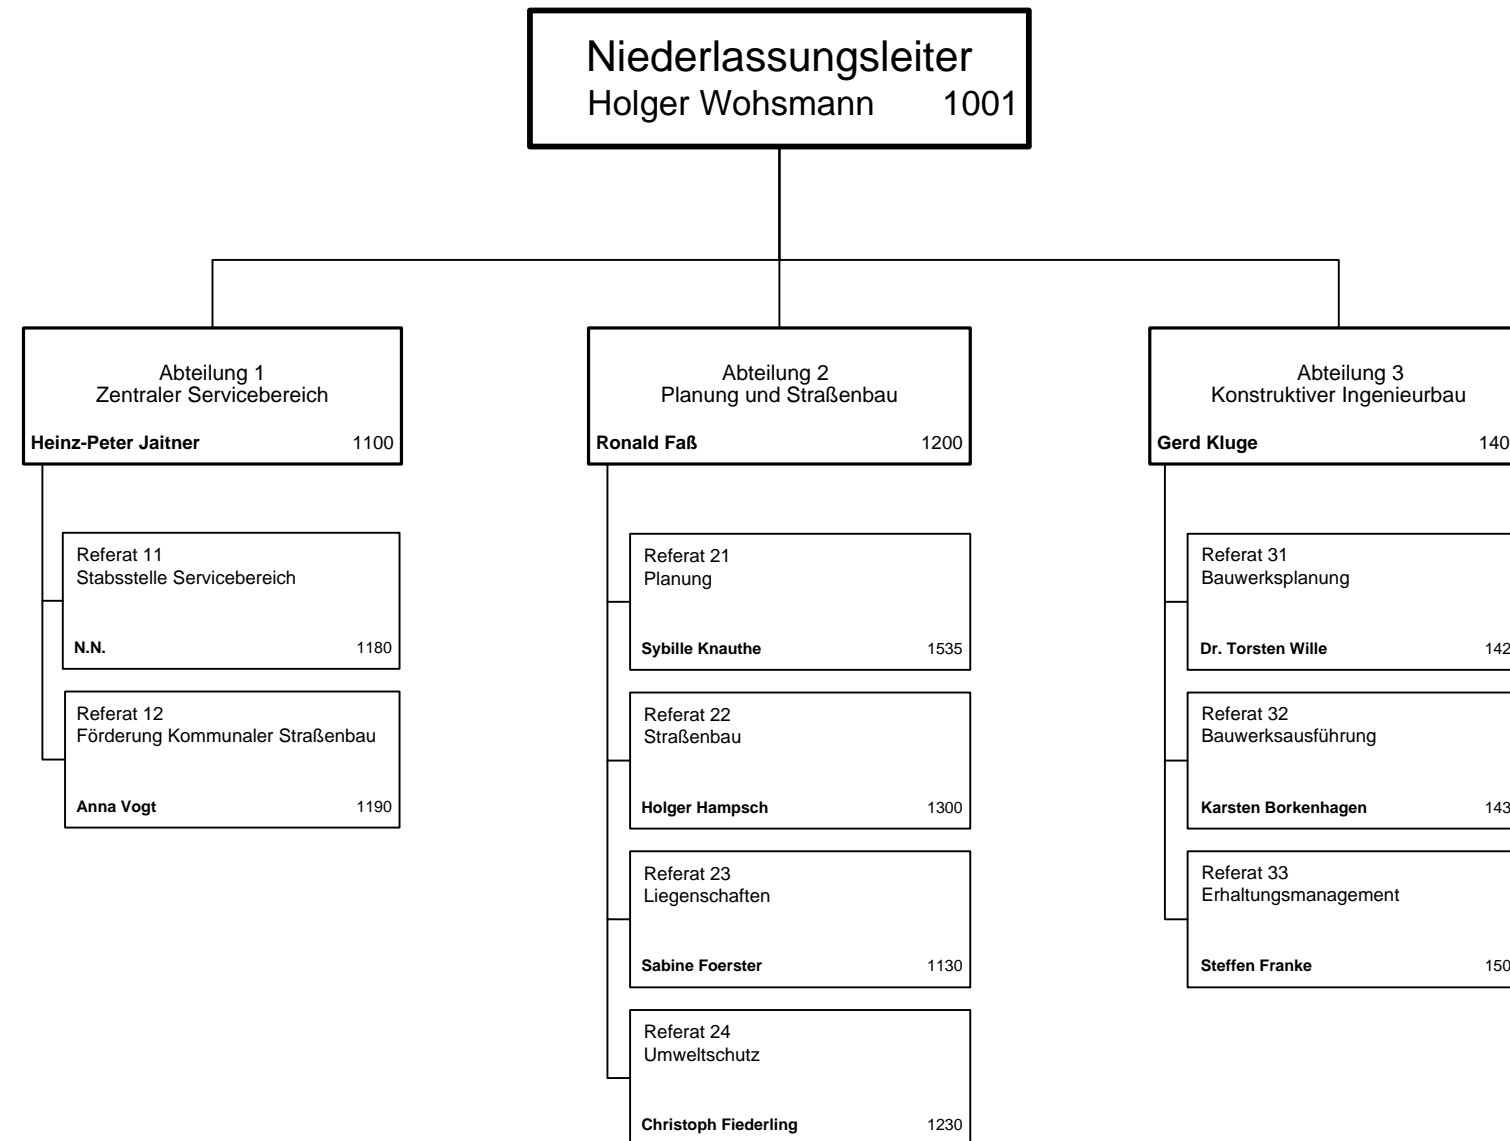 Niederlassungsleiter
Holger Wohsmann 1001
Abteilung 1
Zentraler Servicebereich
Heinz-Peter Jaitner 1100
Referat 11
Stabsstelle Servicebereich
N.N. 1180
Referat 12
Förderung Kommunaler Straßenbau
Anna Vogt 1190
Abteilung 2
Planung und Straßenbau
Ronald Faß 1200
Referat 21
Planung
Sybille Knauthe 1535
Referat 22
Straßenbau
Holger Hampsch 1300
Referat 23
Liegenschaften
Sabine Foerster 1130
Referat 24
Umweltschutz
Christoph Fiederling 1230
Abteilung 3
Konstruktiver Ingenieurbau
Gerd Kluge
Referat 31
Bauwerksplanung
Dr. Torsten Wille
Referat 32
Bauwerksausführung
Karsten Borkenhagen
Referat 33
Erhaltungsmanagement
Steffen Franke